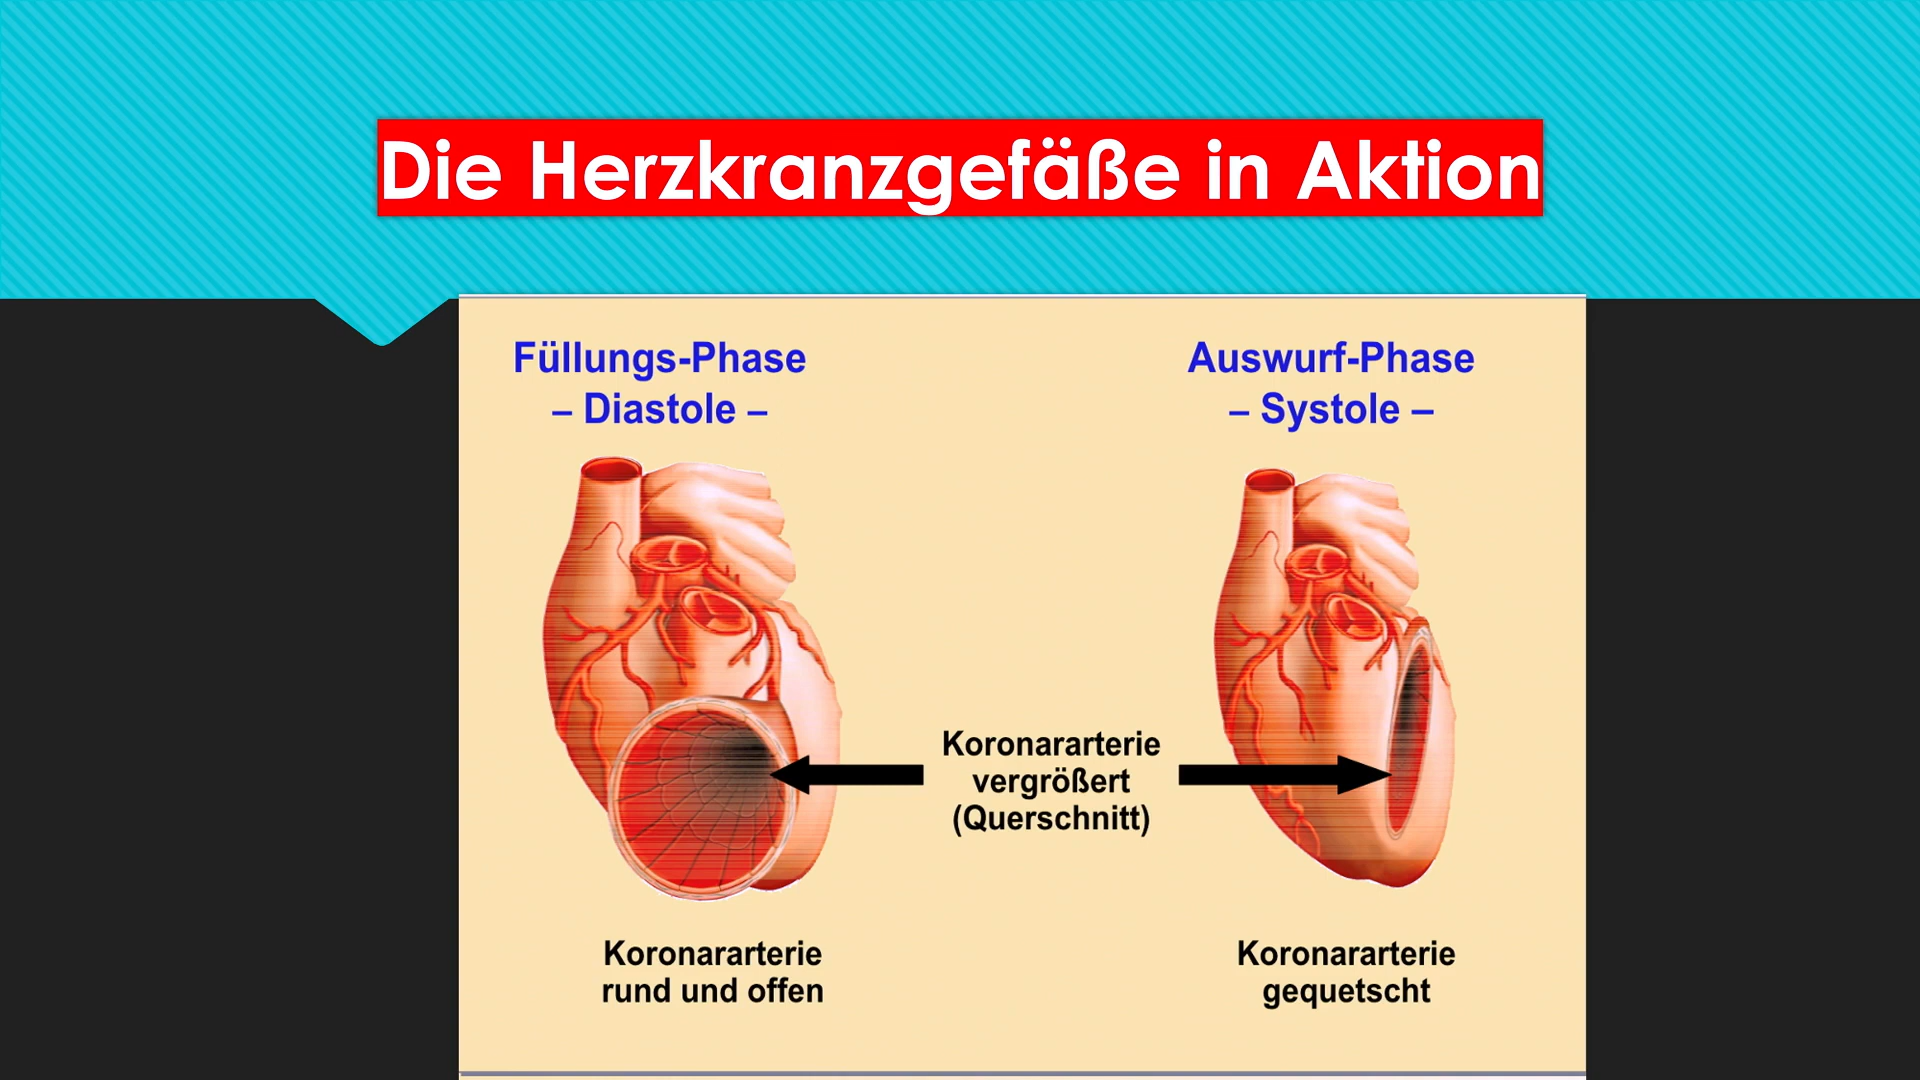 Die Herzkranzgefäße in Aktion
Füllungs-Phase
– Diastole –
Auswurf-Phase
– Systole –
Koronararterie
vergrößert
(Querschnitt)
Koronararterie
rund und offen
Koronararterie
gequetscht